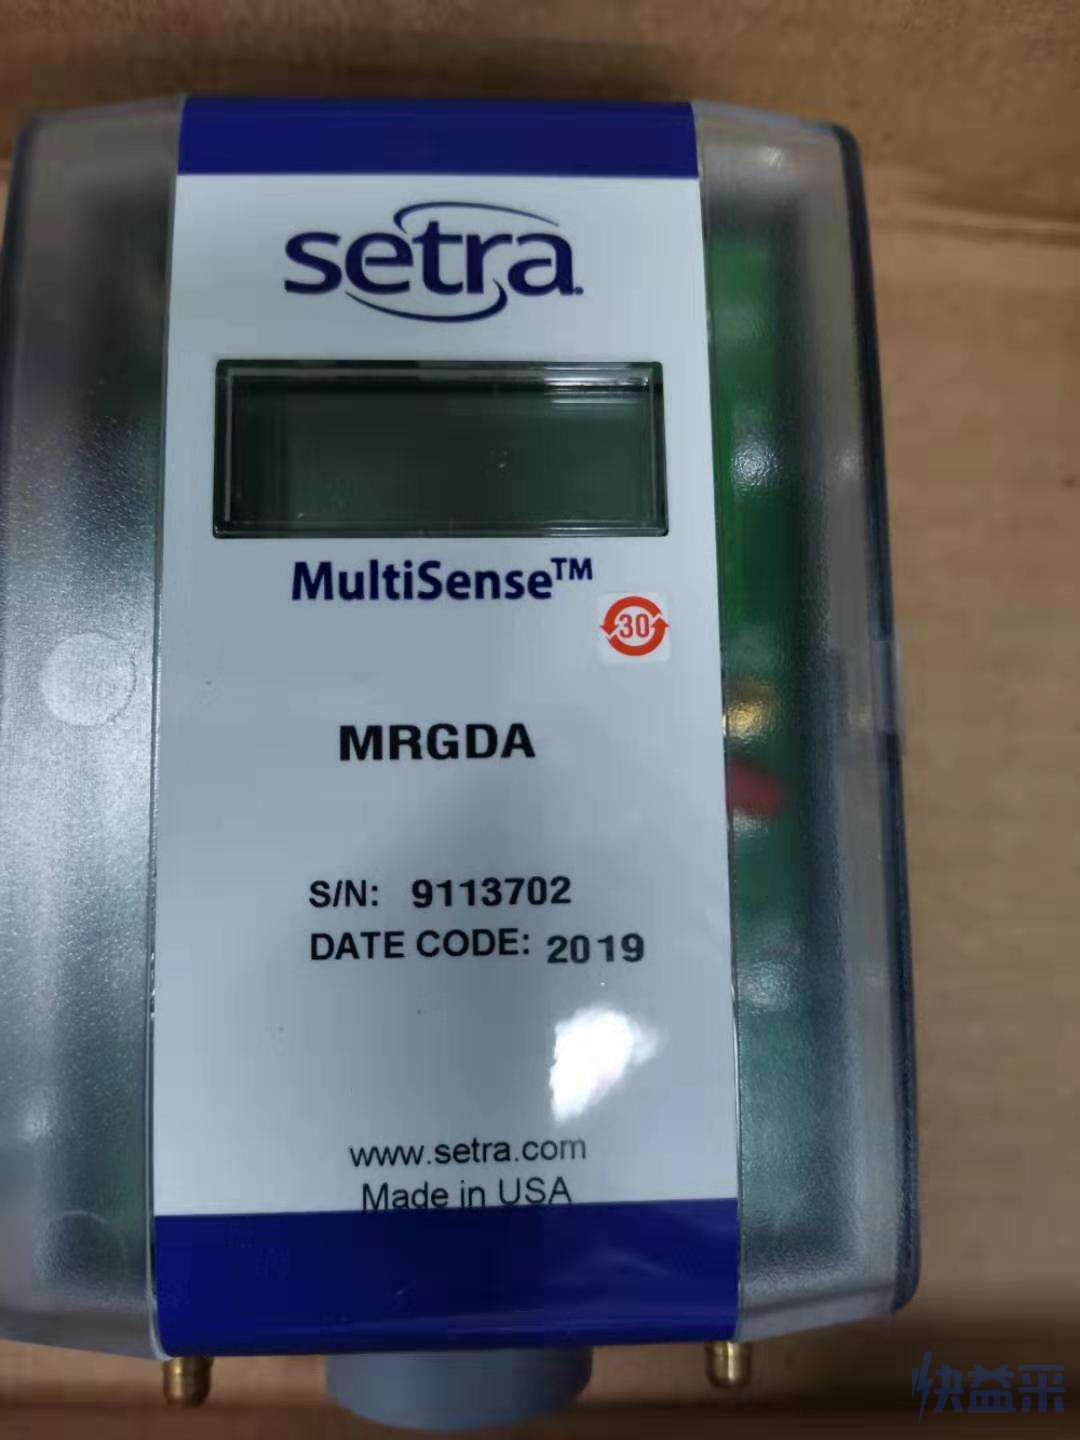 setra
MultiSense™
30
MRGDA
S/N: 9113702
DATE CODE: 2019
www.setra.com
Made in USA
快益采